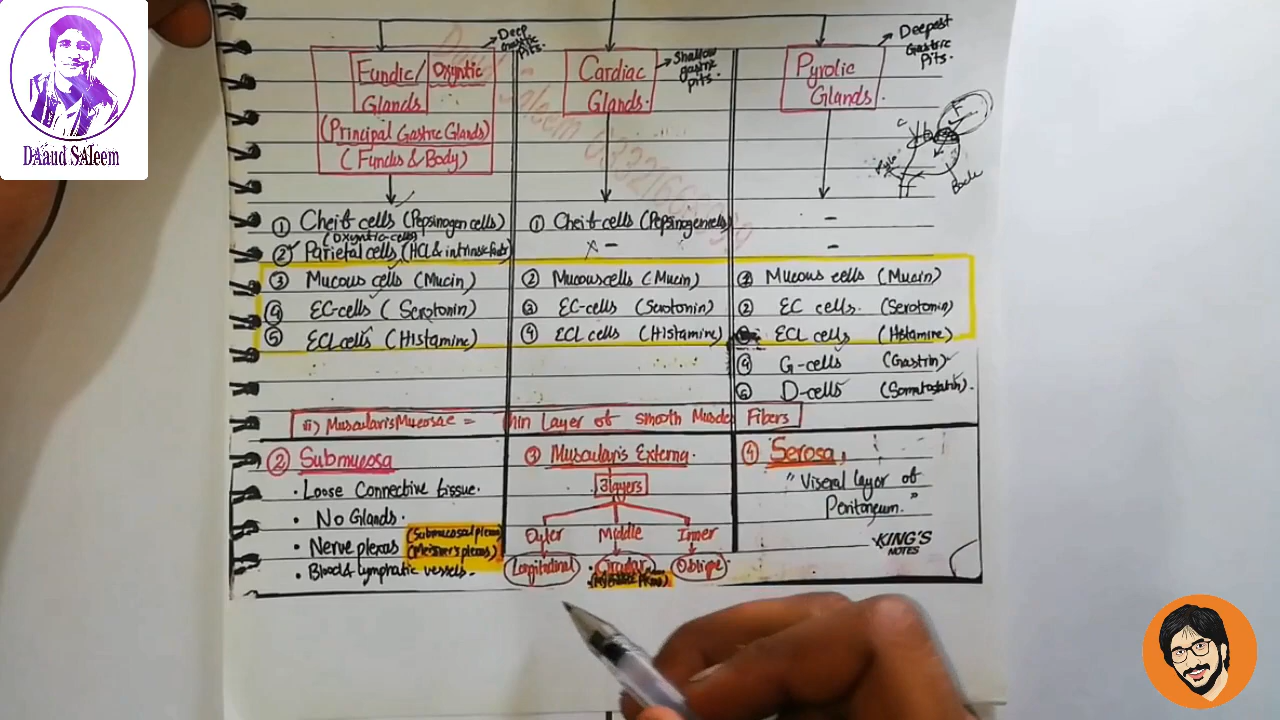 DAaud SAleem
Deep Gastric Pits.
Fundic/ Oxyntic
Glands
(Principal Gastric Glands)
(Fundus & Body)
Cardiac
Glands.
Shallow
gastric
pits.
Pyrolic
Glands.
Deepest
Gastric
Pits.
① Cheif cells (Pepsinogen cells)
(Oxyntic cells)
② Parietal cells (HCL & intrinsic factor)
③ Mucous cells (Mucin)
④ EC-cells (Serotonin)
⑤ ECL cells (Histamine)
① Cheif cells (Pepsinogen cells)
× -
② Mucous cells (Mucin)
③ EC-cells (Serotonin)
④ ECL cells (Histamine)
-
-
Mucous cells (Mucin)
② EC cells. (Serotonin)
ECL cells (Histamine)
④ G-cells (Gastrin)
⑤ D-cells (Somatostatin).
iii) Muscularis Mucosae = Thin Layer of smooth Muscle Fibers
② Submucosa
• Loose Connective tissue.
• No Glands.
• Nerve plexus (Submucosal plexus)
(Meissner's plexus)
• Blood & Lymphatic vessels.
③ Muscularis Externa.
3 layers
Outer Middle Inner
Longitudinal Circular Oblique
④ Serosa,
"Viseral layer of
Peritoneum."
KING'S
NOTES